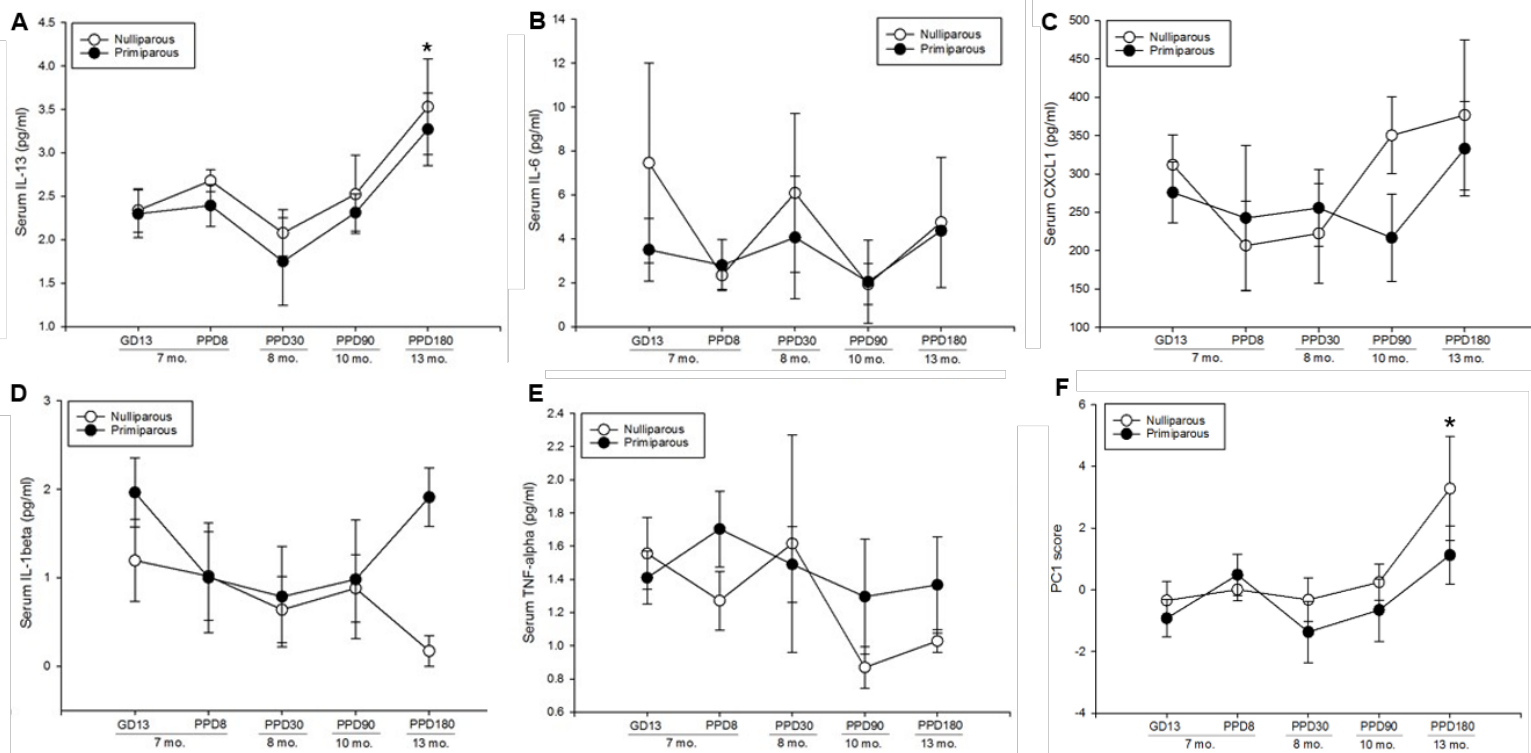 A
Serum IL-13 (pg/ml)
4.5
4.0
3.5
3.0
2.5
2.0
1.5
1.0
Nulliparous
Primiparous
*
GD13 PPD8 PPD30 PPD90 PPD180
7 mo. 8 mo. 10 mo. 13 mo.
B
Serum IL-6 (pg/ml)
14
12
10
8
6
4
2
0
Nulliparous
Primiparous
GD13 PPD8 PPD30 PPD90 PPD180
7 mo. 8 mo. 10 mo. 13 mo.
C
Serum CXCL1 (pg/ml)
500
450
400
350
300
250
200
150
100
Nulliparous
Primiparous
GD13 PPD8 PPD30 PPD90 PPD180
7 mo. 8 mo. 10 mo. 13 mo.
D
Serum IL-1beta (pg/ml)
3
2
1
0
Nulliparous
Primiparous
GD13 PPD8 PPD30 PPD90 PPD180
7 mo. 8 mo. 10 mo. 13 mo.
E
Serum TNF-alpha (pg/ml)
2.4
2.2
2.0
1.8
1.6
1.4
1.2
1.0
0.8
0.6
Nulliparous
Primiparous
GD13 PPD8 PPD30 PPD90 PPD180
7 mo. 8 mo. 10 mo. 13 mo.
F
PC1 score
6
4
2
0
-2
-4
Nulliparous
Primiparous
*
GD13 PPD8 PPD30 PPD90 PPD180
7 mo. 8 mo. 10 mo. 13 mo.